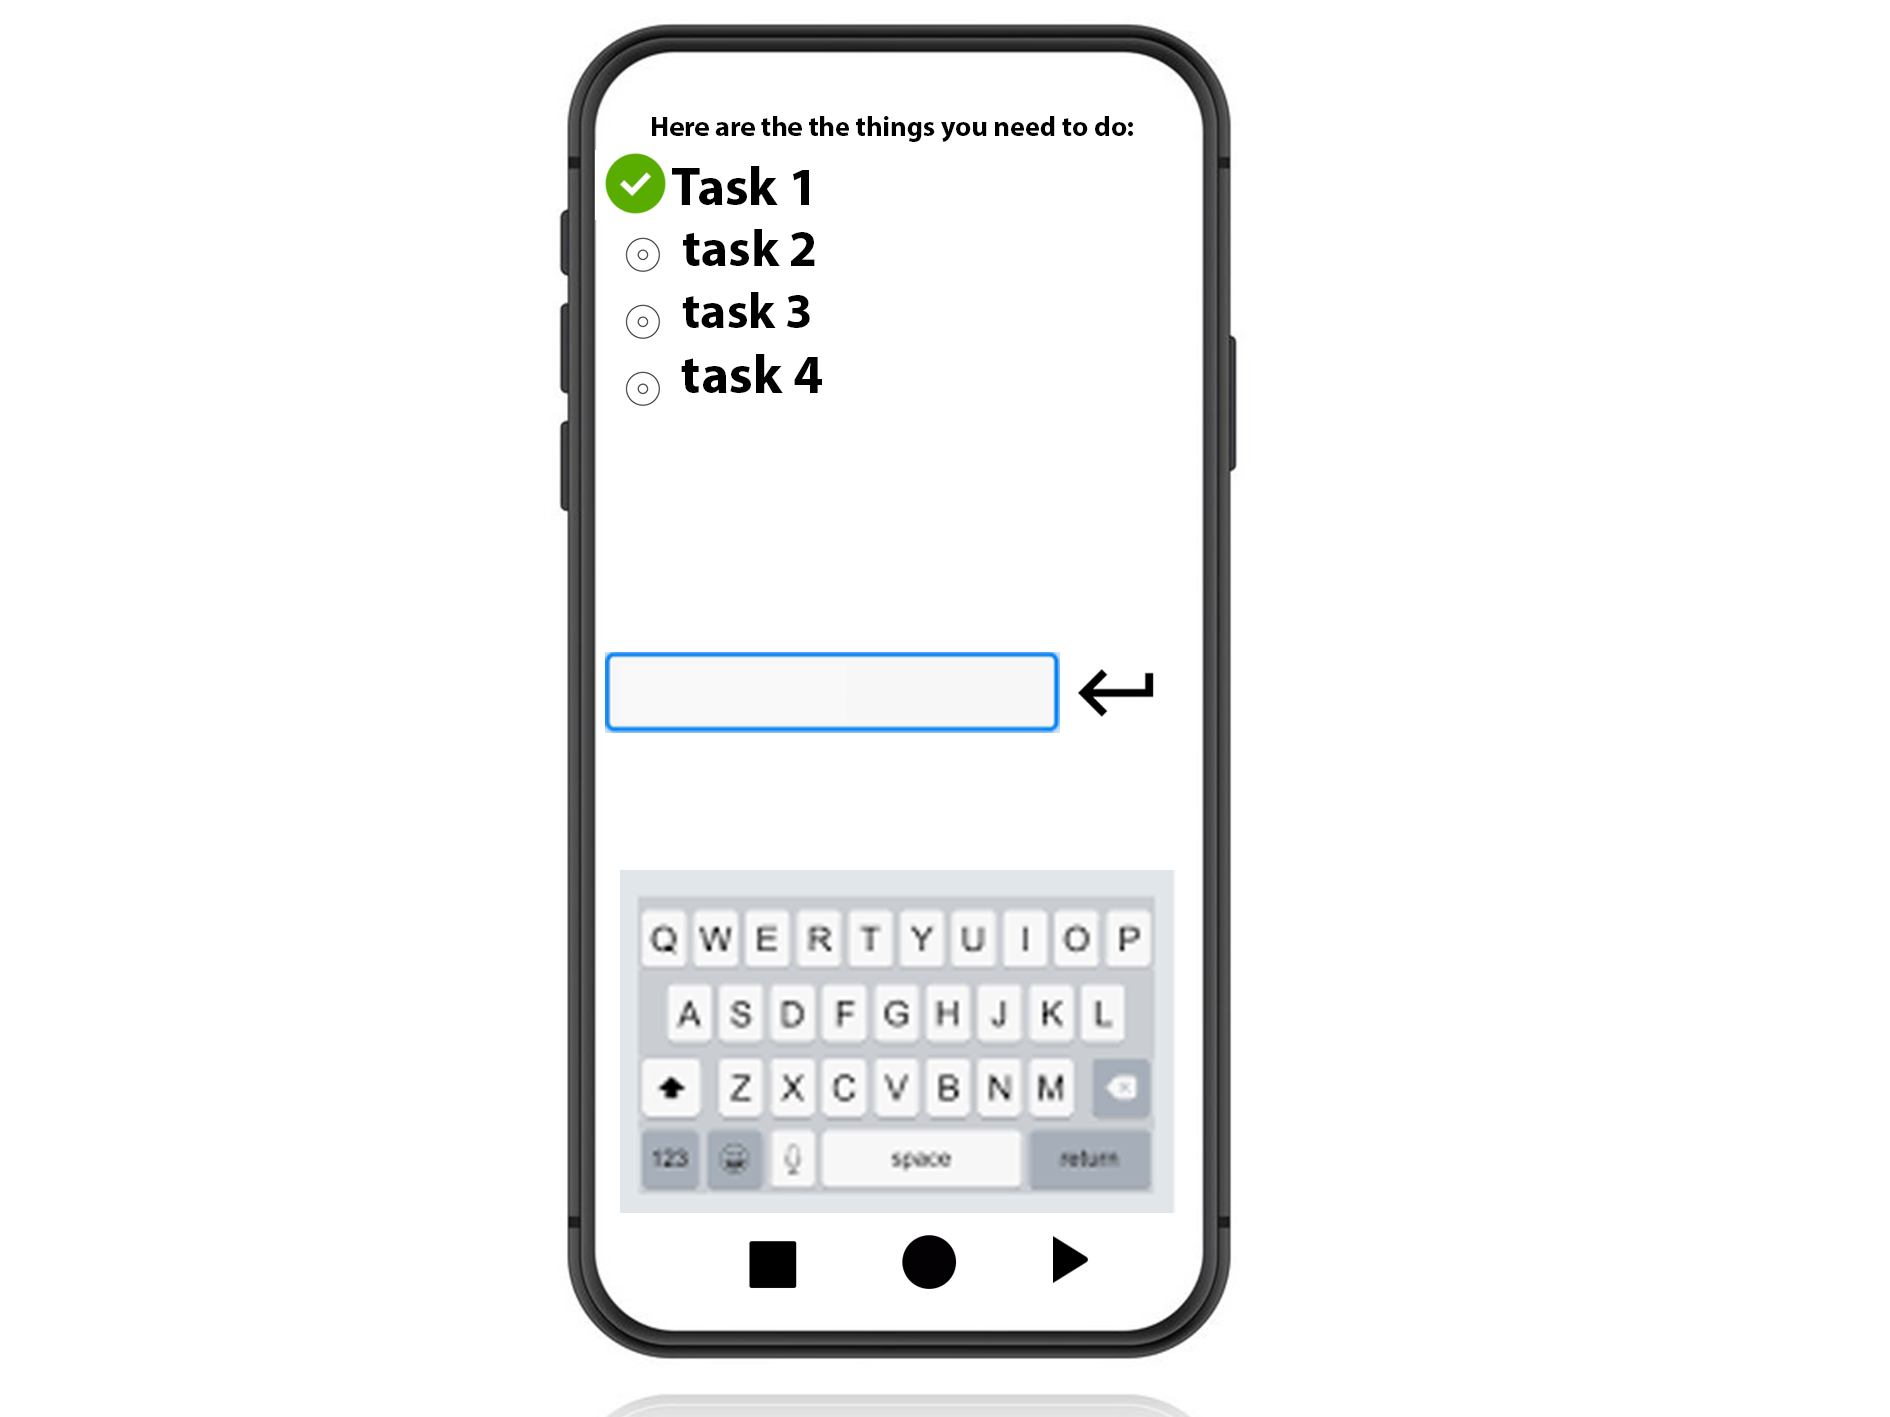 Here are the the things you need to do:
Task 1
task 2
task 3
task 4
Q W E R T Y U I O P
A S D F G H J K L
Z X C V B N M
123 space return